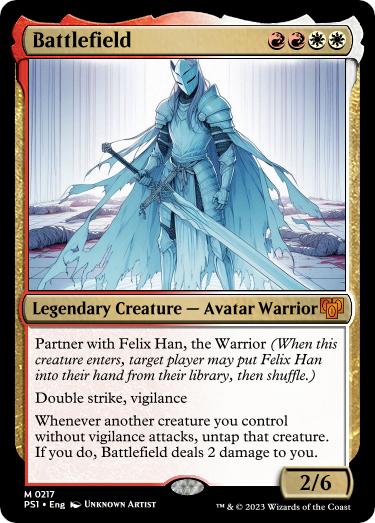 Battlefield
Legendary Creature — Avatar Warrior
Partner with Felix Han, the Warrior (When this
creature enters, target player may put Felix Han
into their hand from their library, then shuffle.)
Double strike, vigilance
Whenever another creature you control
without vigilance attacks, untap that creature.
If you do, Battlefield deals 2 damage to you.
2/6
M 0217
PS1 • Eng Unknown Artist
™ & © 2023 Wizards of the Coast